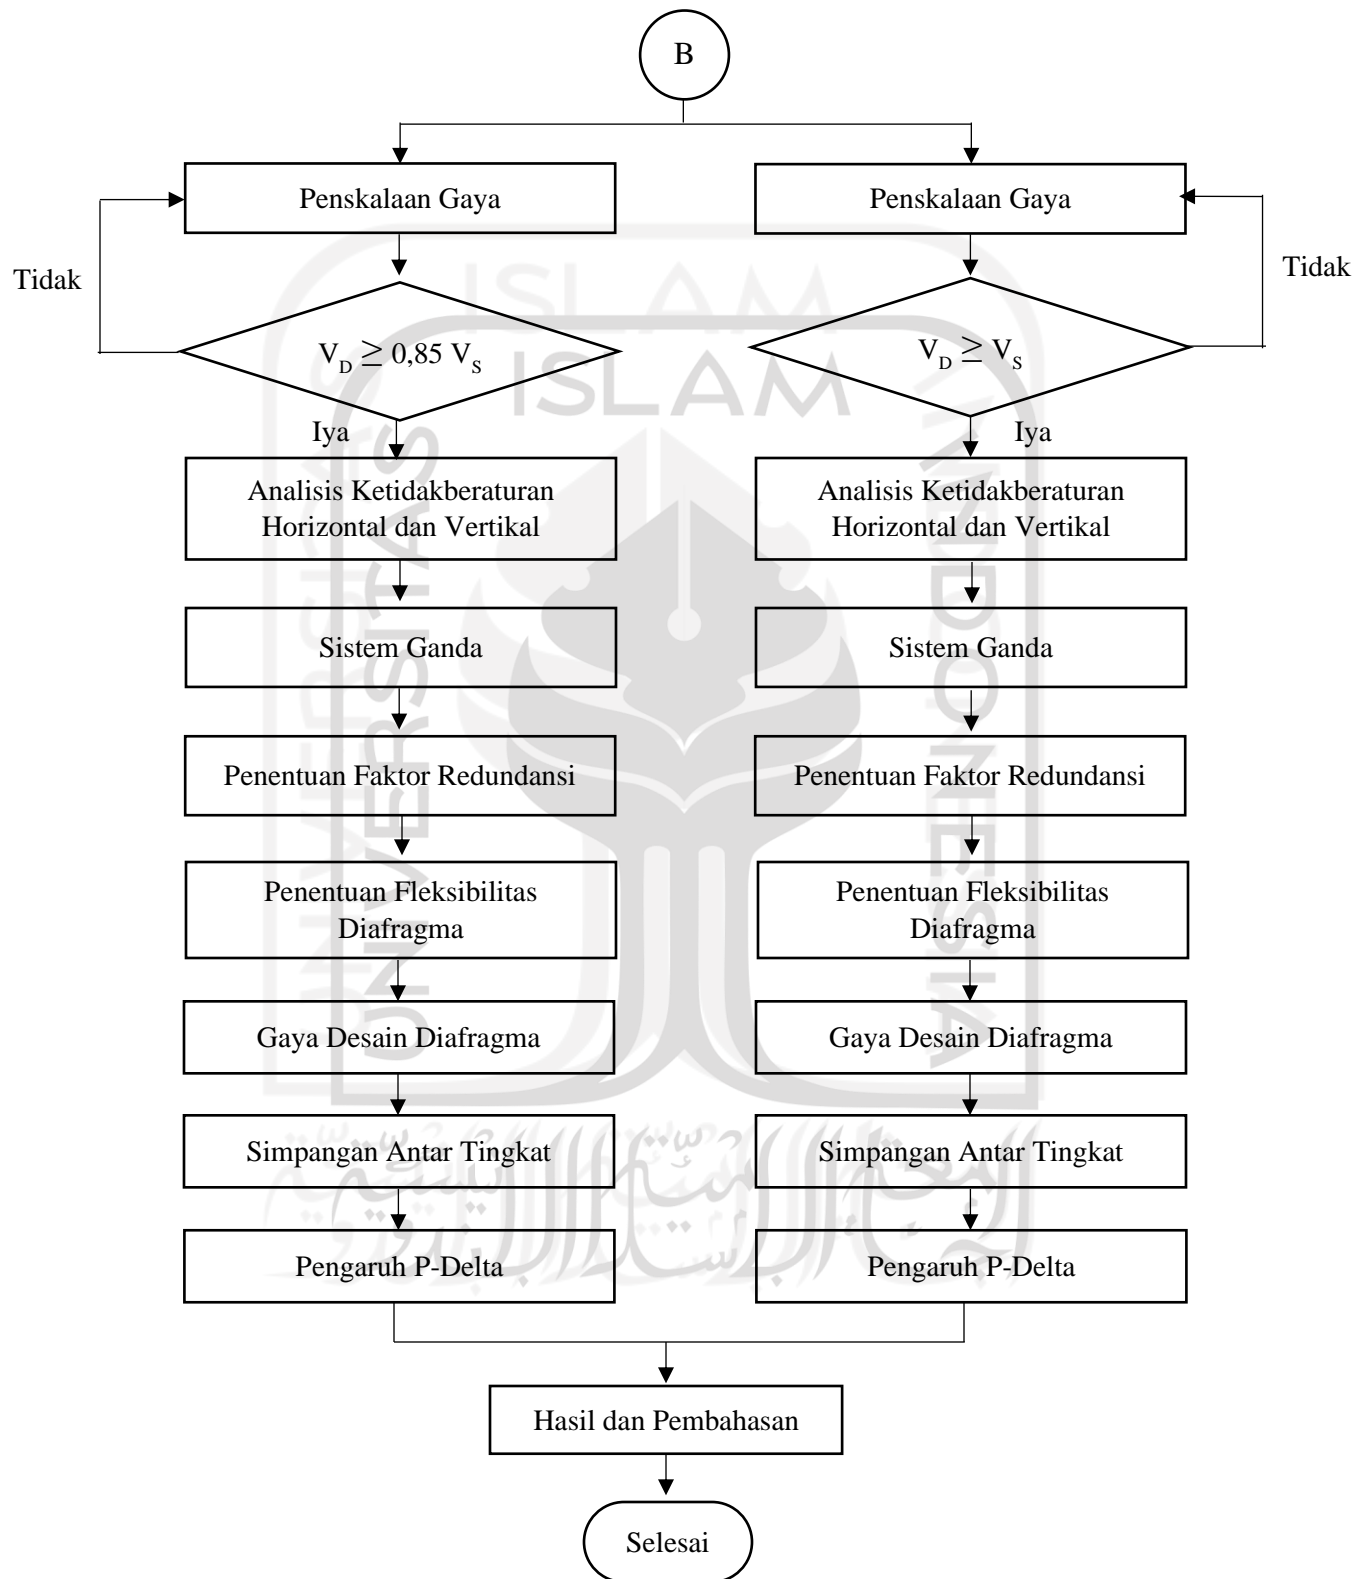 B
Penskalaan Gaya
Penskalaan Gaya
Tidak
Tidak
V_D ≥ 0,85 V_S
V_D ≥ V_S
Iya
Iya
Analisis Ketidakberaturan
Horizontal dan Vertikal
Analisis Ketidakberaturan
Horizontal dan Vertikal
Sistem Ganda
Sistem Ganda
Penentuan Faktor Redundansi
Penentuan Faktor Redundansi
Penentuan Fleksibilitas
Diafragma
Penentuan Fleksibilitas
Diafragma
Gaya Desain Diafragma
Gaya Desain Diafragma
Simpangan Antar Tingkat
Simpangan Antar Tingkat
Pengaruh P-Delta
Pengaruh P-Delta
Hasil dan Pembahasan
Selesai
ISLAM
UNIVERSITAS
INDONESIA